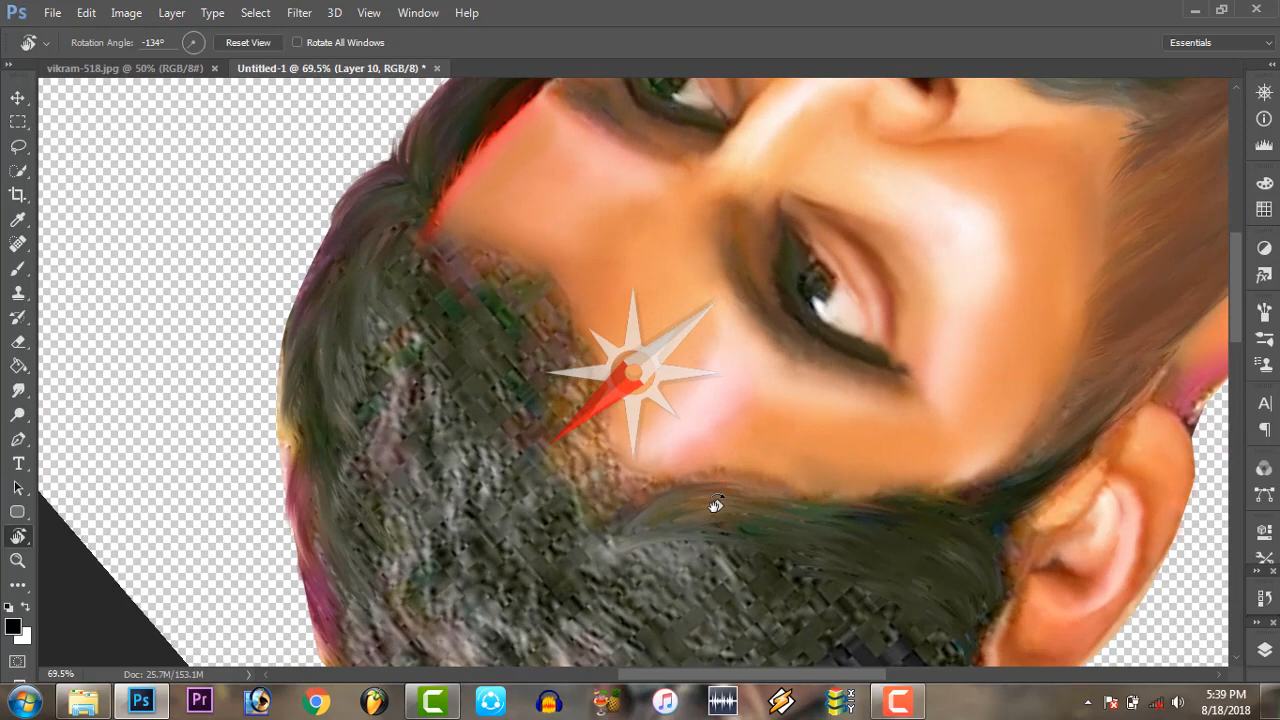 Ps File Edit Image Layer Type Select Filter 3D View Window Help
Rotation Angle: -134° Reset View Rotate All Windows Essentials
vikram-518.jpg @ 50% (RGB/8#) × Untitled-1 @ 69.5% (Layer 10, RGB/8) * ×
69.5% Doc: 25.7M/153.1M
Ps Pr C C
5:39 PM
8/18/2018